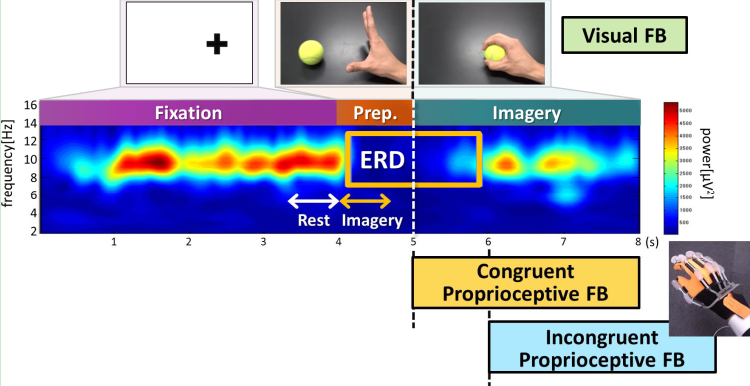 Visual FB
Fixation
Prep.
Imagery
frequency[Hz]
16
14
12
10
8
6
4
2
ERD
Rest
Imagery
1
2
3
4
5
6
7
8 (s)
5000
4500
4000
3500
3000
2500
2000
1500
1000
500
power[μV²]
Congruent
Proprioceptive FB
Incongruent
Proprioceptive FB